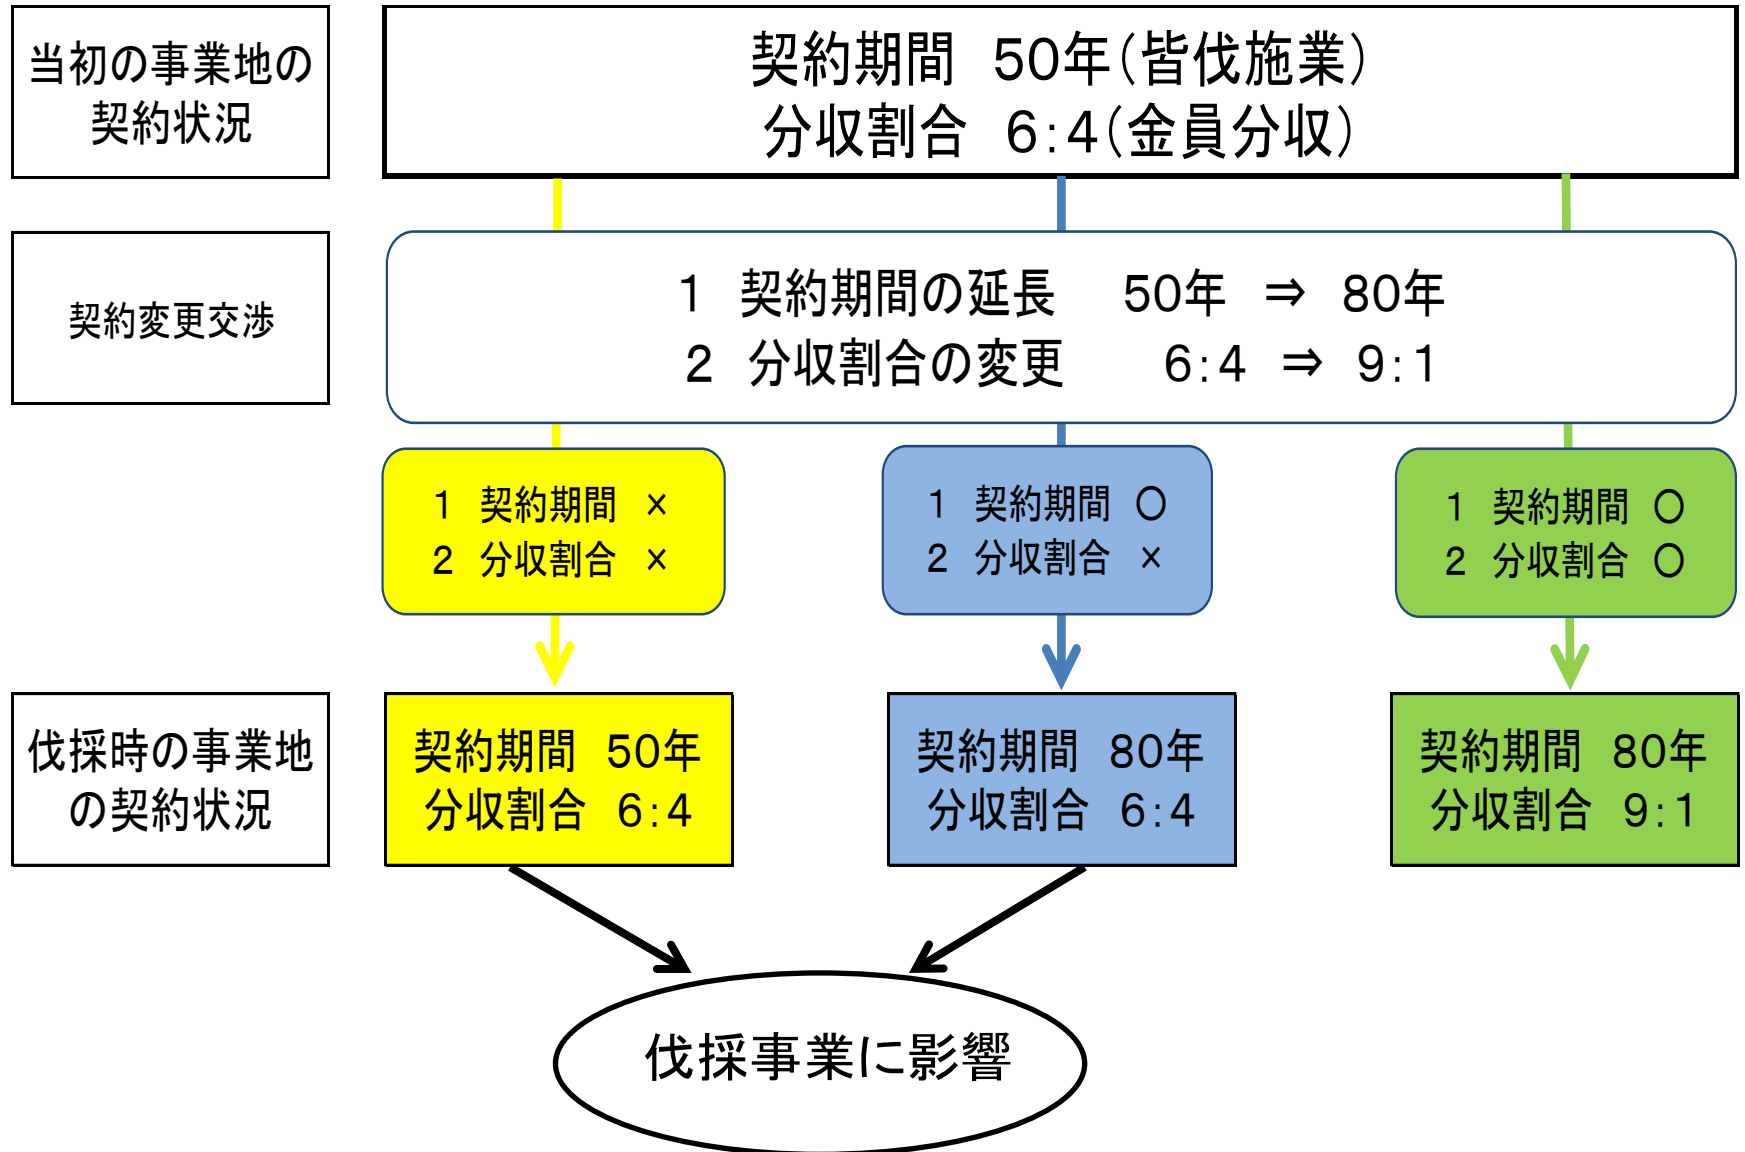 当初の事業地の
契約状況
契約期間 50年(皆伐施業)
分収割合 6:4(金員分収)
契約変更交渉
1 契約期間の延長 50年 ⇒ 80年
2 分収割合の変更 6:4 ⇒ 9:1
1 契約期間 ×
2 分収割合 ×
1 契約期間 〇
2 分収割合 ×
1 契約期間 〇
2 分収割合 〇
伐採時の事業地
の契約状況
契約期間 50年
分収割合 6:4
契約期間 80年
分収割合 6:4
契約期間 80年
分収割合 9:1
伐採事業に影響